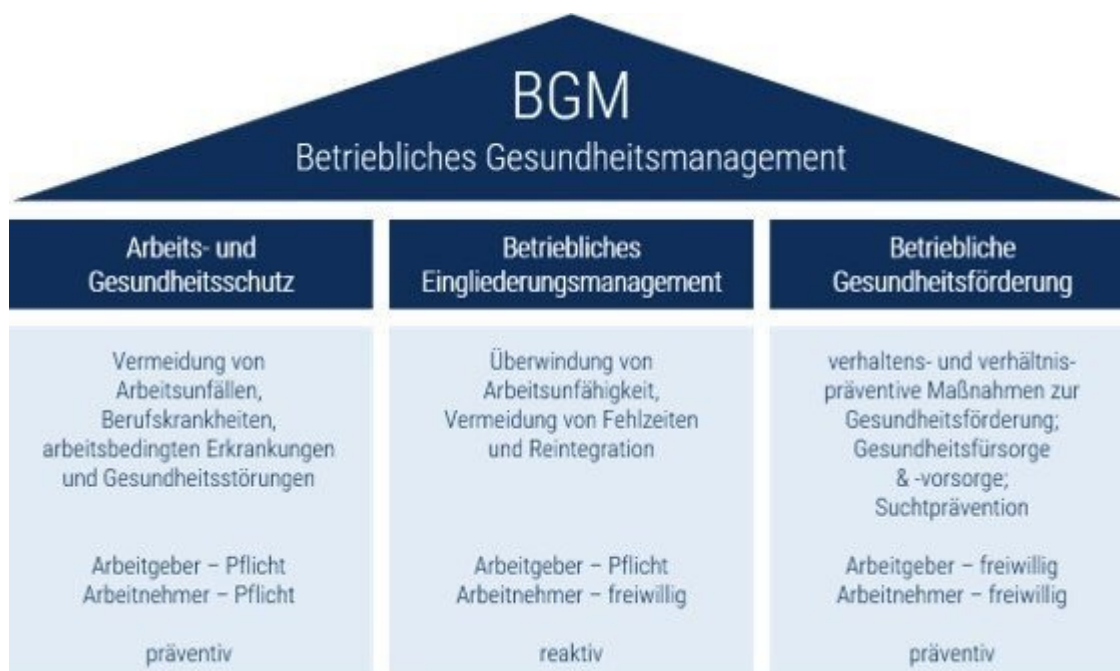 BGM
Betriebliches Gesundheitsmanagement
Arbeits- und
Gesundheitsschutz
Vermeidung von
Arbeitsunfällen,
Berufskrankheiten,
arbeitsbedingten Erkrankungen
und Gesundheitsstörungen
Arbeitgeber – Pflicht
Arbeitnehmer – Pflicht
präventiv
Betriebliches
Eingliederungsmanagement
Überwindung von
Arbeitsunfähigkeit,
Vermeidung von Fehlzeiten
und Reintegration
Arbeitgeber – Pflicht
Arbeitnehmer – freiwillig
reaktiv
Betriebliche
Gesundheitsförderung
verhaltens- und verhältnis-
präventive Maßnahmen zur
Gesundheitsförderung;
Gesundheitsfürsorge
& -vorsorge;
Suchtprävention
Arbeitgeber – freiwillig
Arbeitnehmer – freiwillig
präventiv